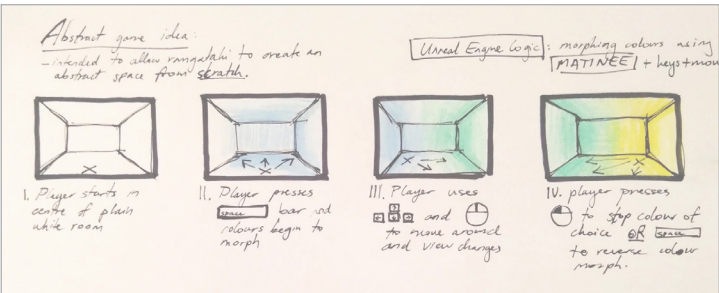 Abstract game idea:
- intended to allow rangatahi to create an
abstract space from scratch.
Unreal Engine Logic: morphing colours using
MATINEE + keys + mou
I. Player starts in
centre of plain
white room
II. Player presses
space bar and
colours begin to
morph
III. Player uses
and
to move around
and view changes
IV. player presses
to stop colour of
choice OR space
to reverse colour
morph.